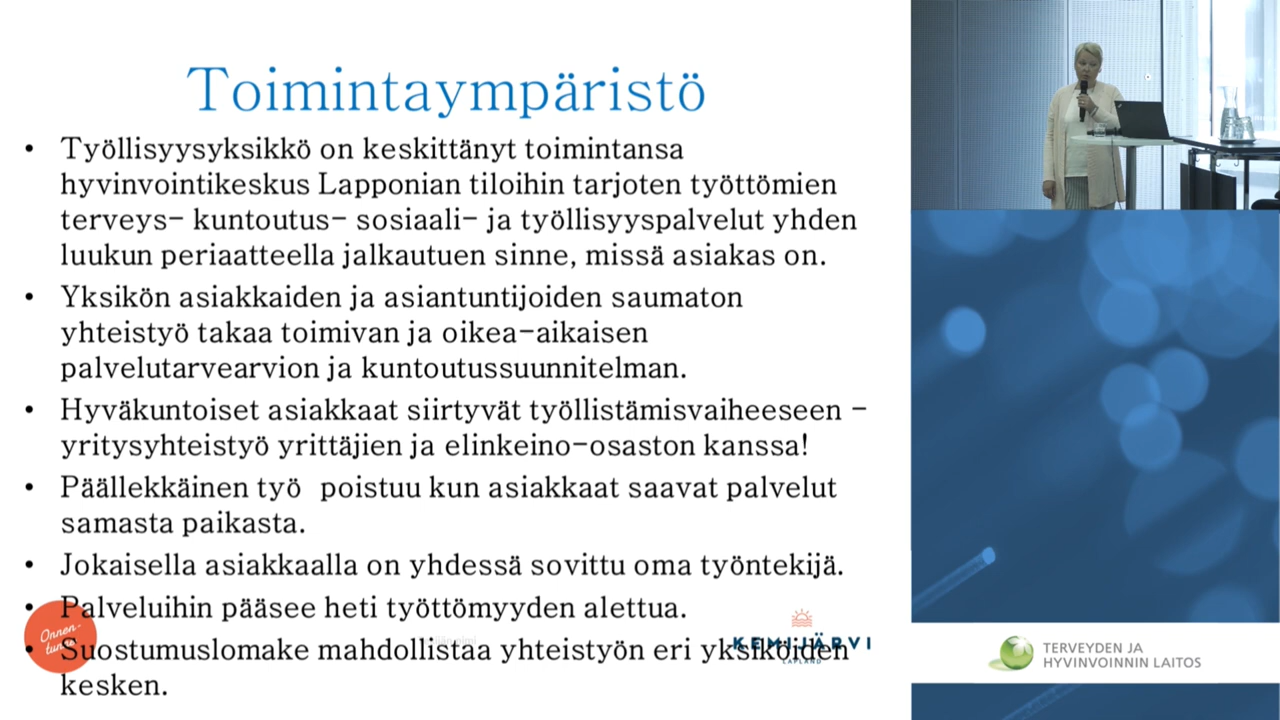 Toimintaympäristö
• Työllisyysyksikkö on keskittänyt toimintansa
hyvinvointikeskus Lapponian tiloihin tarjoten työttömien
terveys- kuntoutus- sosiaali- ja työllisyyspalvelut yhden
luukun periaatteella jalkautuen sinne, missä asiakas on.
• Yksikön asiakkaiden ja asiantuntijoiden saumaton
yhteistyö takaa toimivan ja oikea-aikaisen
palvelutarvearvion ja kuntoutussuunnitelman.
• Hyväkuntoiset asiakkaat siirtyvät työllistämisvaiheeseen -
yritysyhteistyö yrittäjien ja elinkeino-osaston kanssa!
• Päällekkäinen työ  poistuu kun asiakkaat saavat palvelut
samasta paikasta.
• Jokaisella asiakkaalla on yhdessä sovittu oma työntekijä.
• Palveluihin pääsee heti työttömyyden alettua.
• Suostumuslomake mahdollistaa yhteistyön eri yksiköiden
kesken.
Onnen-
KEMIJÄRVI
LAPLAND
TERVEYDEN JA
HYVINVOINNIN LAITOS